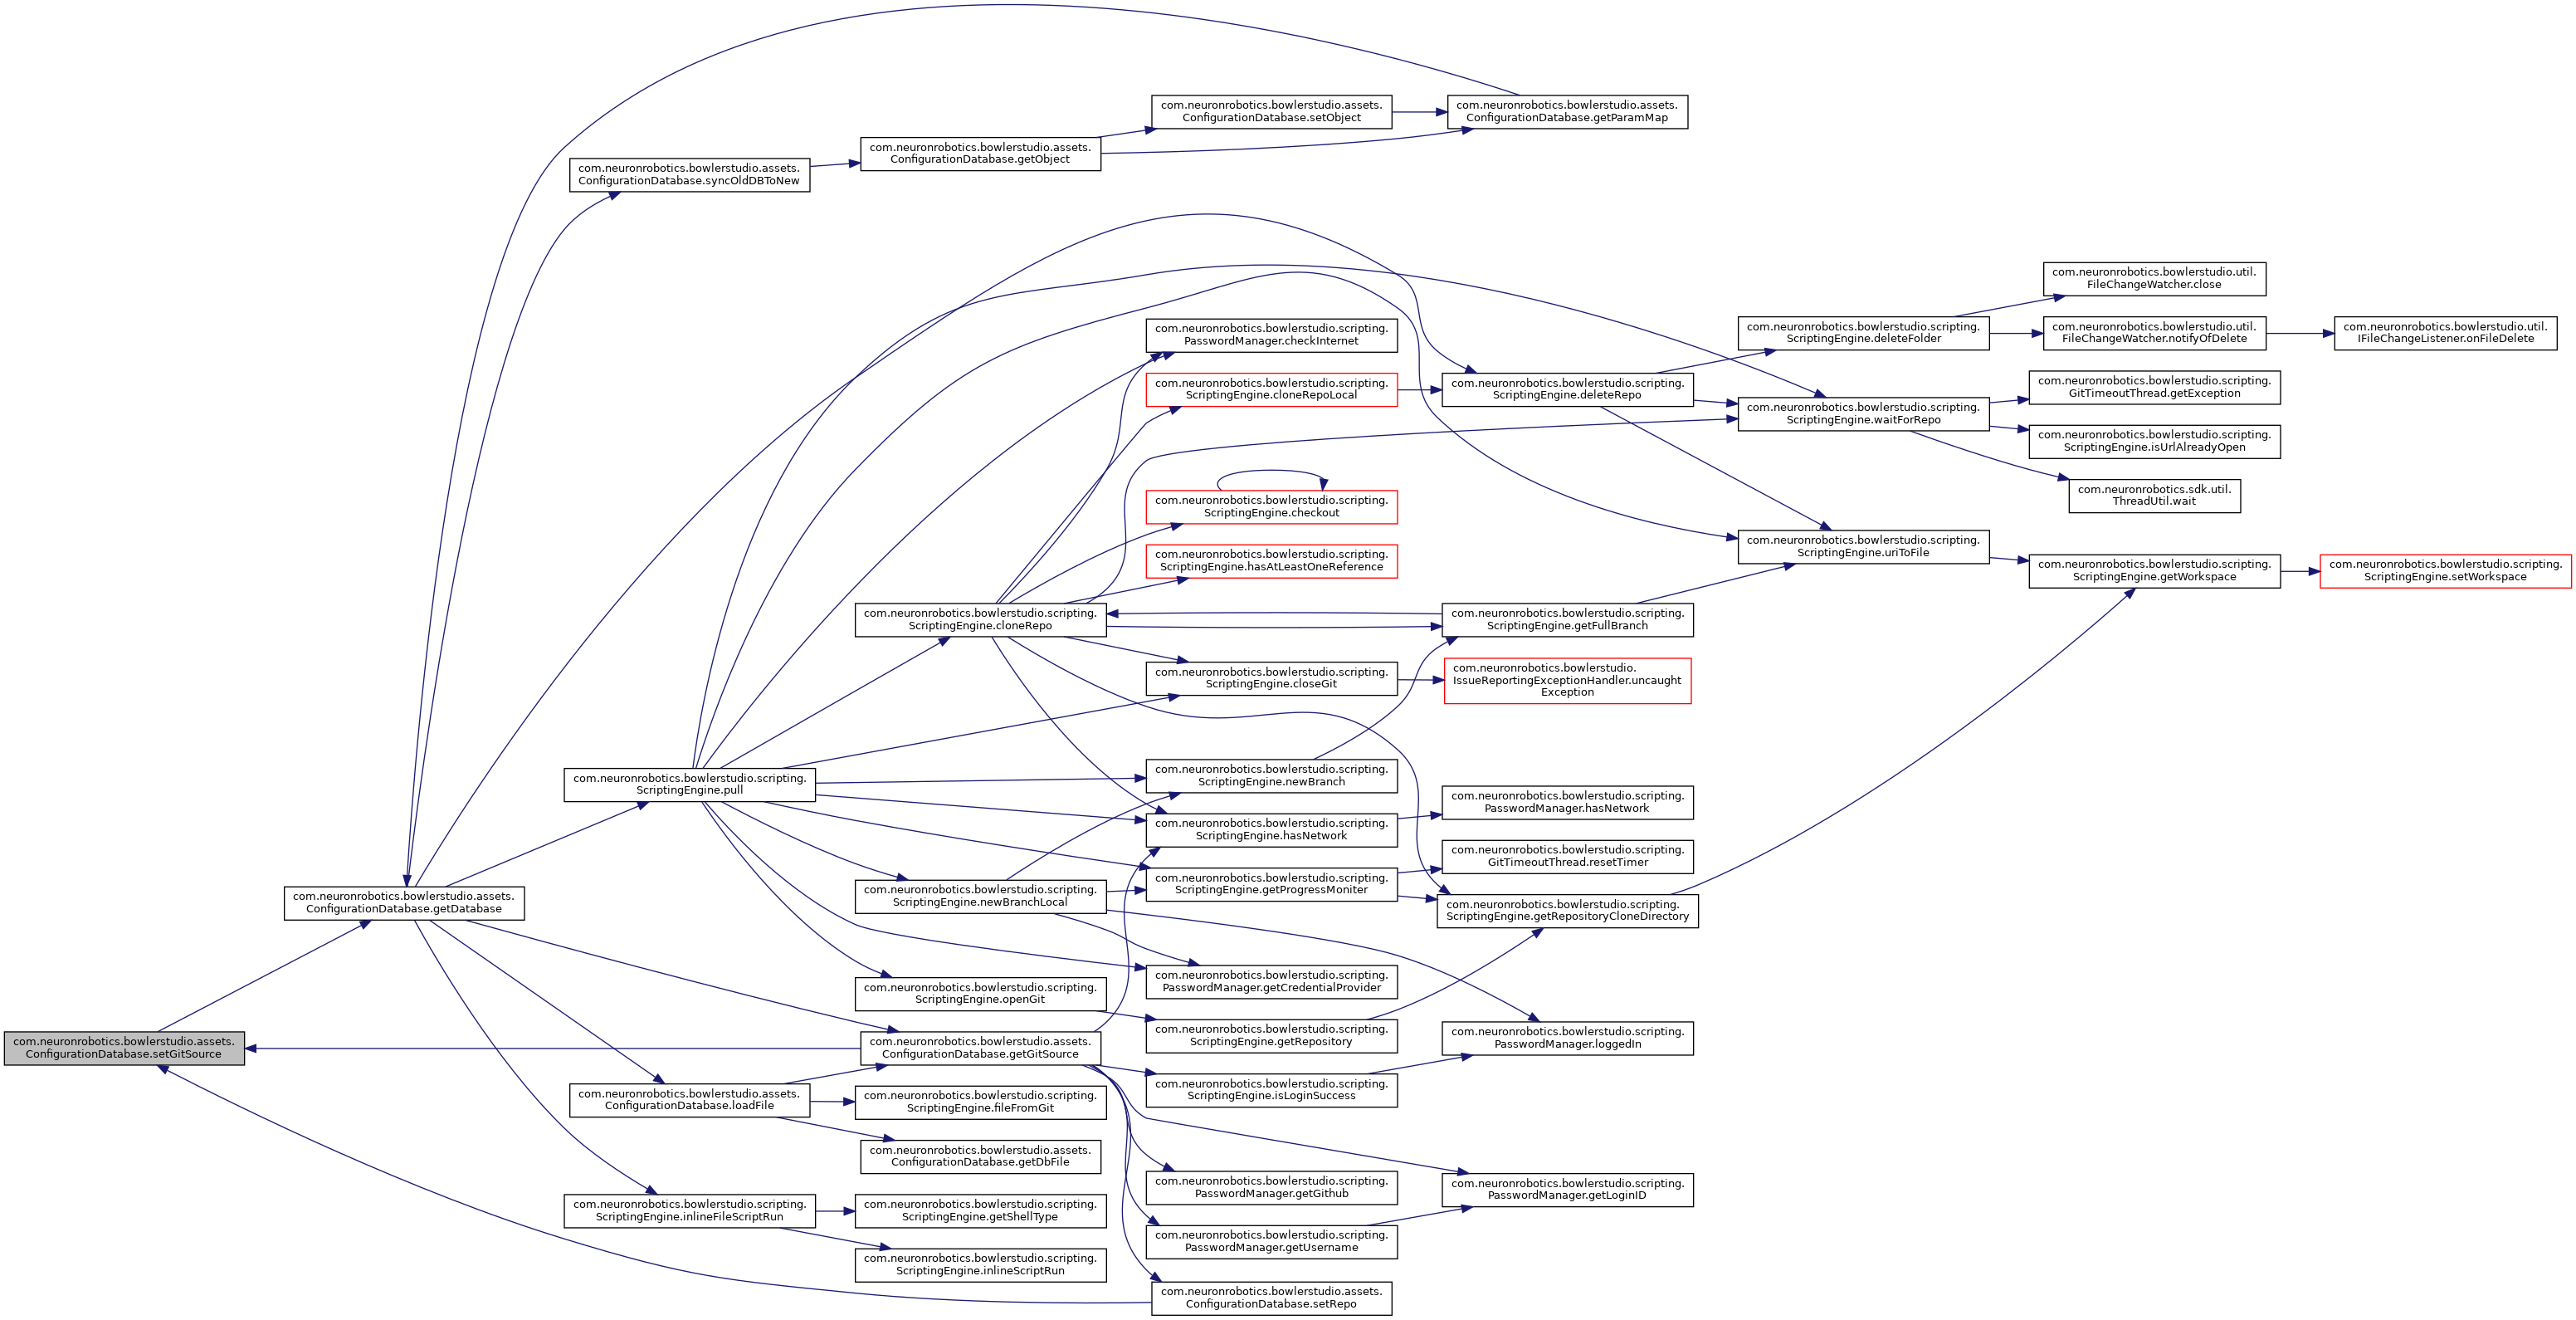 com.neuronrobotics.bowlerstudio.assets.
ConfigurationDatabase.setGitSource
com.neuronrobotics.bowlerstudio.assets.
ConfigurationDatabase.getDatabase
com.neuronrobotics.bowlerstudio.assets.
ConfigurationDatabase.syncOldDBToNew
com.neuronrobotics.bowlerstudio.scripting.
ScriptingEngine.pull
com.neuronrobotics.bowlerstudio.assets.
ConfigurationDatabase.loadFile
com.neuronrobotics.bowlerstudio.scripting.
ScriptingEngine.inlineFileScriptRun
com.neuronrobotics.bowlerstudio.assets.
ConfigurationDatabase.getObject
com.neuronrobotics.bowlerstudio.scripting.
ScriptingEngine.cloneRepo
com.neuronrobotics.bowlerstudio.scripting.
ScriptingEngine.newBranchLocal
com.neuronrobotics.bowlerstudio.scripting.
ScriptingEngine.openGit
com.neuronrobotics.bowlerstudio.assets.
ConfigurationDatabase.getGitSource
com.neuronrobotics.bowlerstudio.scripting.
ScriptingEngine.fileFromGit
com.neuronrobotics.bowlerstudio.assets.
ConfigurationDatabase.getDbFile
com.neuronrobotics.bowlerstudio.scripting.
ScriptingEngine.getShellType
com.neuronrobotics.bowlerstudio.scripting.
ScriptingEngine.inlineScriptRun
com.neuronrobotics.bowlerstudio.assets.
ConfigurationDatabase.setObject
com.neuronrobotics.bowlerstudio.scripting.
PasswordManager.checkInternet
com.neuronrobotics.bowlerstudio.scripting.
ScriptingEngine.cloneRepoLocal
com.neuronrobotics.bowlerstudio.scripting.
ScriptingEngine.checkout
com.neuronrobotics.bowlerstudio.scripting.
ScriptingEngine.hasAtLeastOneReference
com.neuronrobotics.bowlerstudio.scripting.
ScriptingEngine.closeGit
com.neuronrobotics.bowlerstudio.scripting.
ScriptingEngine.newBranch
com.neuronrobotics.bowlerstudio.scripting.
ScriptingEngine.hasNetwork
com.neuronrobotics.bowlerstudio.scripting.
ScriptingEngine.getProgressMoniter
com.neuronrobotics.bowlerstudio.scripting.
PasswordManager.getCredentialProvider
com.neuronrobotics.bowlerstudio.scripting.
ScriptingEngine.getRepository
com.neuronrobotics.bowlerstudio.scripting.
ScriptingEngine.isLoginSuccess
com.neuronrobotics.bowlerstudio.scripting.
PasswordManager.getGithub
com.neuronrobotics.bowlerstudio.scripting.
PasswordManager.getUsername
com.neuronrobotics.bowlerstudio.assets.
ConfigurationDatabase.setRepo
com.neuronrobotics.bowlerstudio.assets.
ConfigurationDatabase.getParamMap
com.neuronrobotics.bowlerstudio.scripting.
ScriptingEngine.deleteRepo
com.neuronrobotics.bowlerstudio.scripting.
ScriptingEngine.getFullBranch
com.neuronrobotics.bowlerstudio.
IssueReportingExceptionHandler.uncaught
Exception
com.neuronrobotics.bowlerstudio.scripting.
PasswordManager.hasNetwork
com.neuronrobotics.bowlerstudio.scripting.
GitTimeoutThread.resetTimer
com.neuronrobotics.bowlerstudio.scripting.
ScriptingEngine.getRepositoryCloneDirectory
com.neuronrobotics.bowlerstudio.scripting.
PasswordManager.loggedIn
com.neuronrobotics.bowlerstudio.scripting.
PasswordManager.getLoginID
com.neuronrobotics.bowlerstudio.scripting.
ScriptingEngine.deleteFolder
com.neuronrobotics.bowlerstudio.scripting.
ScriptingEngine.waitForRepo
com.neuronrobotics.bowlerstudio.scripting.
ScriptingEngine.uriToFile
com.neuronrobotics.bowlerstudio.util.
FileChangeWatcher.close
com.neuronrobotics.bowlerstudio.util.
FileChangeWatcher.notifyOfDelete
com.neuronrobotics.bowlerstudio.scripting.
GitTimeoutThread.getException
com.neuronrobotics.bowlerstudio.scripting.
ScriptingEngine.isUrlAlreadyOpen
com.neuronrobotics.sdk.util.
ThreadUtil.wait
com.neuronrobotics.bowlerstudio.scripting.
ScriptingEngine.getWorkspace
com.neuronrobotics.bowlerstudio.util.
IFileChangeListener.onFileDelete
com.neuronrobotics.bowlerstudio.scripting.
ScriptingEngine.setWorkspace